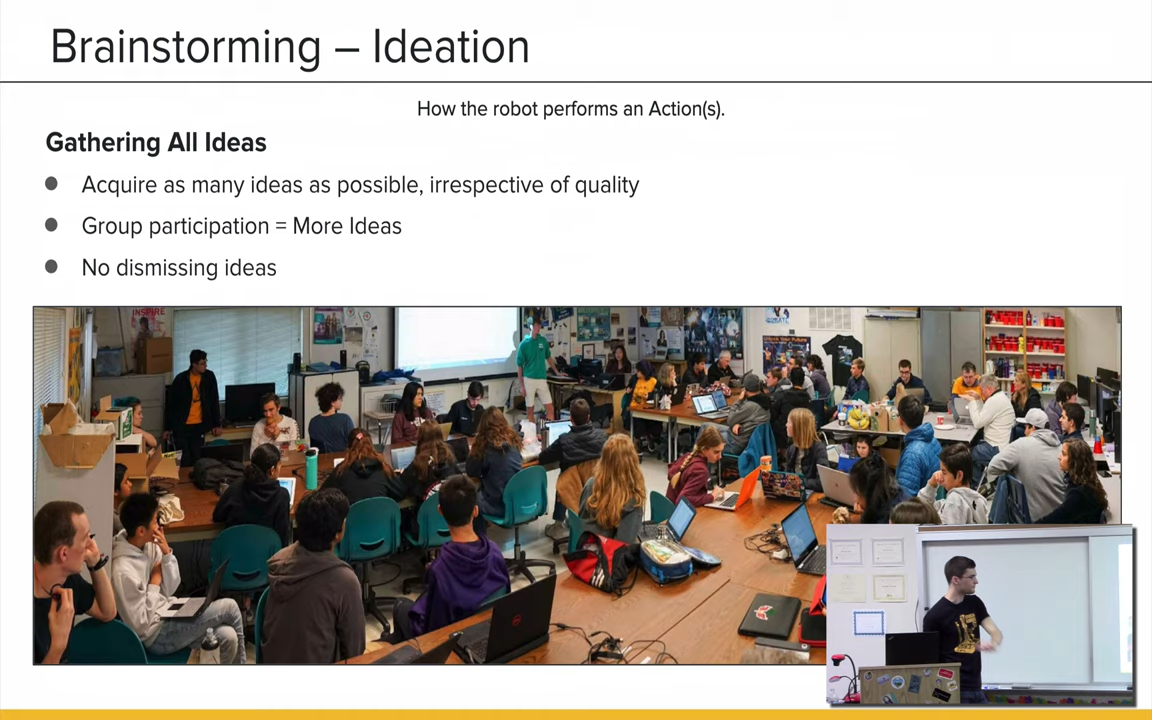 Brainstorming – Ideation
How the robot performs an Action(s).
Gathering All Ideas
Acquire as many ideas as possible, irrespective of quality
Group participation = More Ideas
No dismissing ideas
INSPIRE